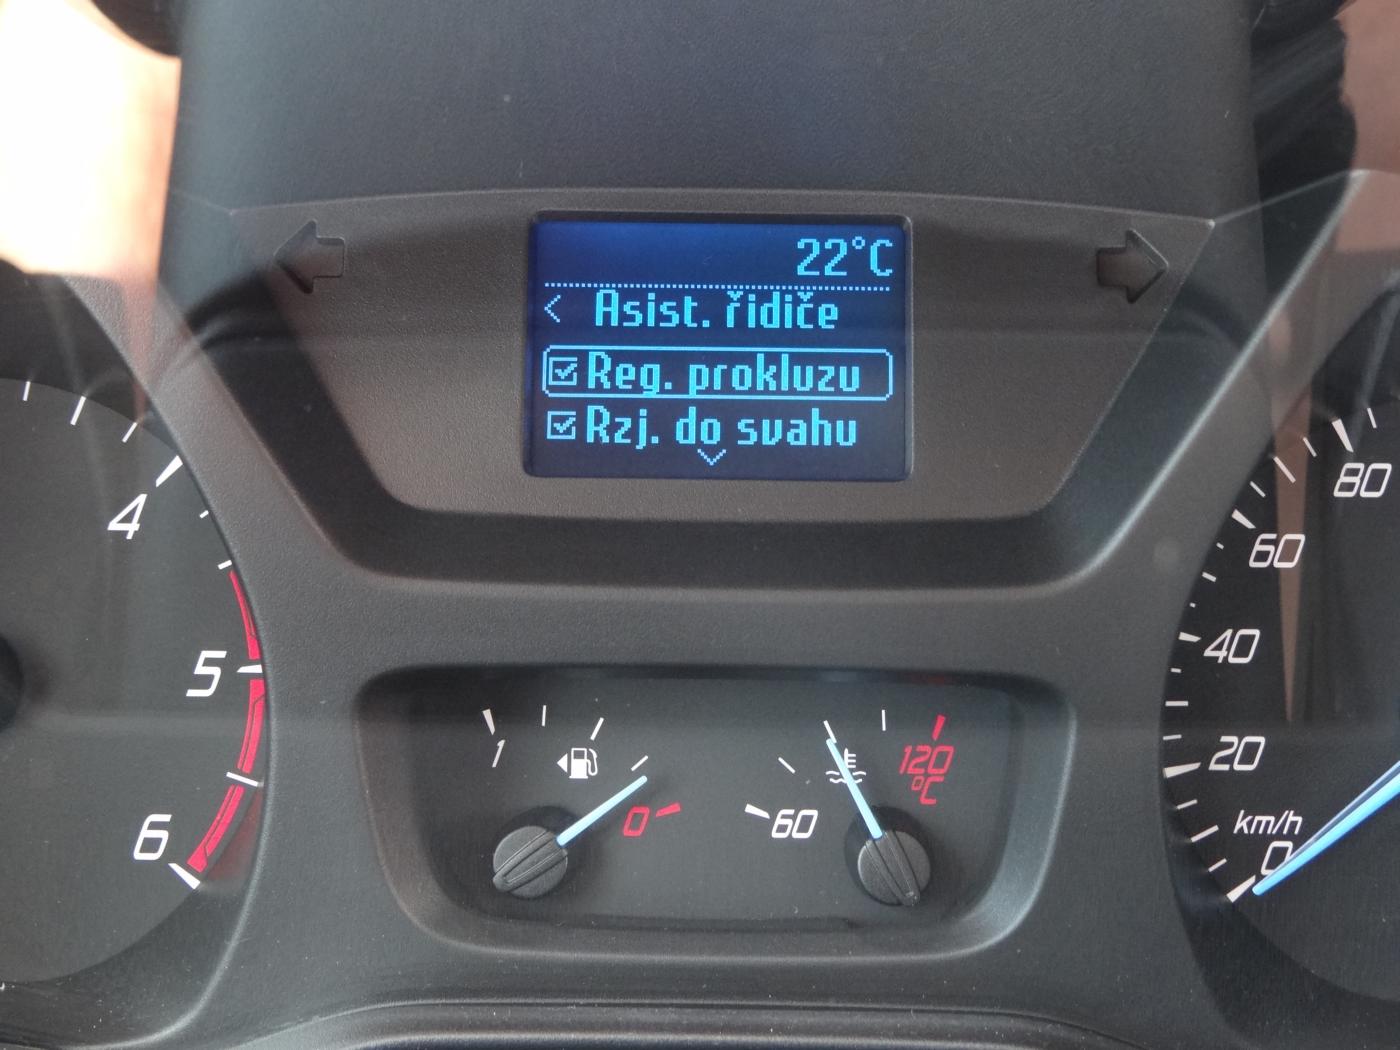 22°C
< Asist. řidiče
Reg. prokluzu
Rzj. do svahu
4
5
6
1
0
60
120
°C
80
60
40
20
km/h
0